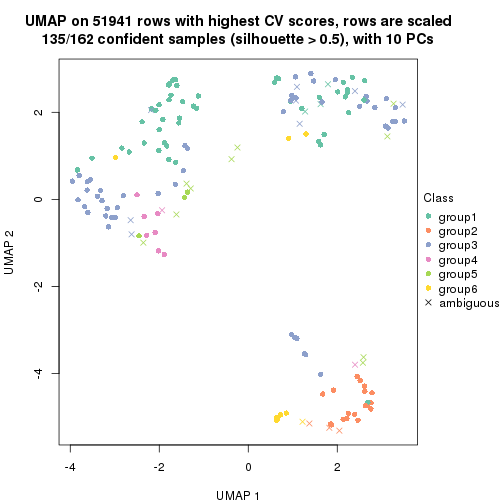 UMAP on 51941 rows with highest CV scores, rows are scaled
135/162 confident samples (silhouette > 0.5), with 10 PCs
2
0
-2
-4
UMAP 2
-4
-2
0
2
UMAP 1
Class
group1
group2
group3
group4
group5
group6
ambiguous